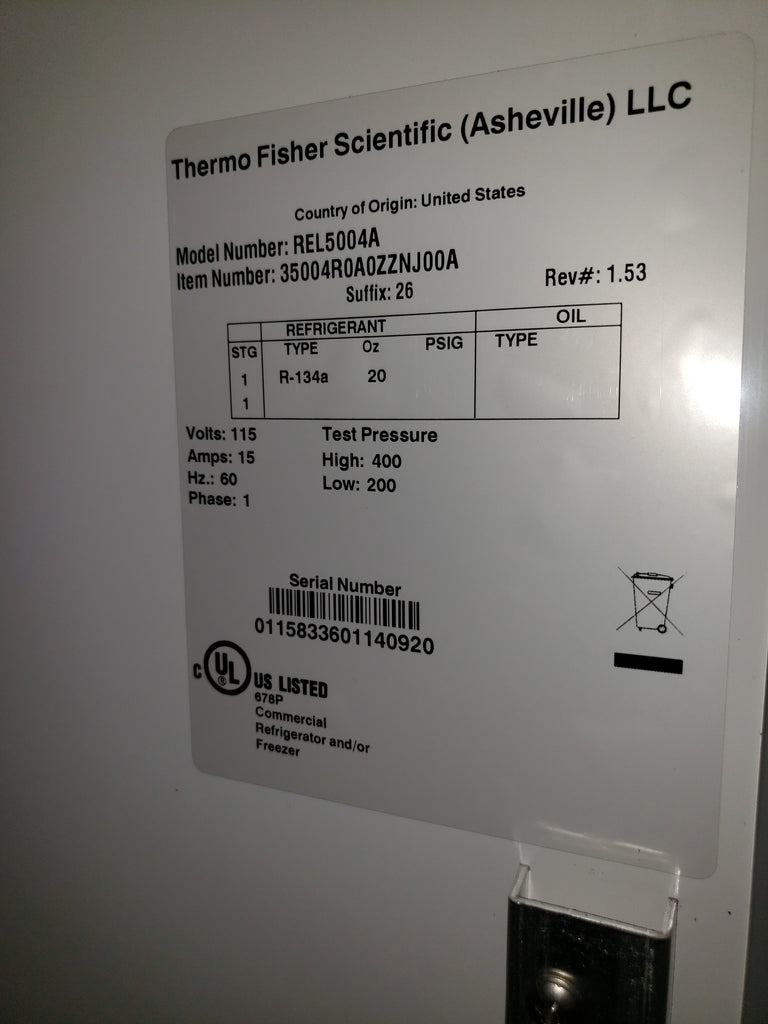 Thermo Fisher Scientific (Asheville) LLC
Country of Origin: United States
Model Number: REL5004A
Item Number: 35004R0A0ZZNJ00A
Suffix: 26
Rev#: 1.53
REFRIGERANT OIL
STG TYPE Oz PSIG TYPE
1 R-134a 20
1
Volts: 115 Test Pressure
Amps: 15 High: 400
Hz.: 60 Low: 200
Phase: 1
Serial Number
0115833601140920
C UL ® US LISTED
678P
Commercial
Refrigerator and/or
Freezer